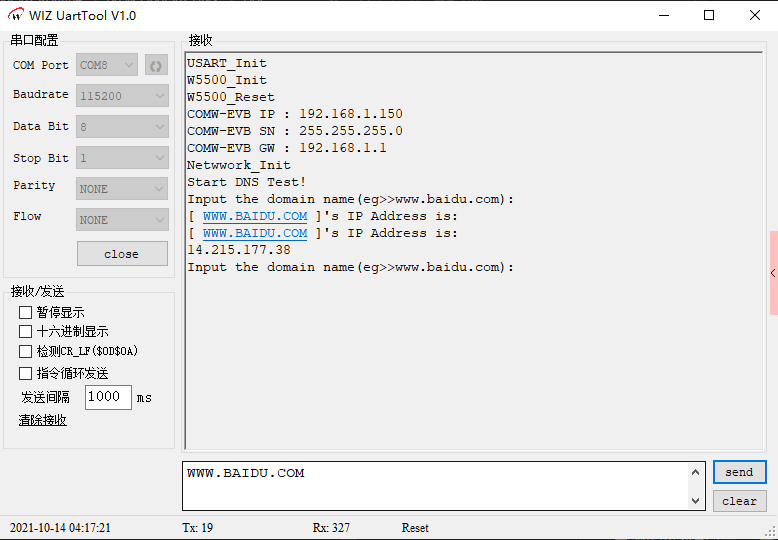 WIZ UartTool V1.0
串口配置
COM Port COM8
Baudrate 115200
Data Bit 8
Stop Bit 1
Parity NONE
Flow NONE
close
接收/发送
暂停显示
十六进制显示
检测CR_LF($0D$0A)
指令循环发送
发送间隔 1000 ms
清除接收
接收
USART_Init
W5500_Init
W5500_Reset
COMW-EVB IP : 192.168.1.150
COMW-EVB SN : 255.255.255.0
COMW-EVB GW : 192.168.1.1
Netwwork_Init
Start DNS Test!
Input the domain name(eg>>www.baidu.com):
[ WWW.BAIDU.COM ]'s IP Address is:
[ WWW.BAIDU.COM ]'s IP Address is:
14.215.177.38
Input the domain name(eg>>www.baidu.com):
WWW.BAIDU.COM
send
clear
2021-10-14 04:17:21 Tx: 19 Rx: 327 Reset